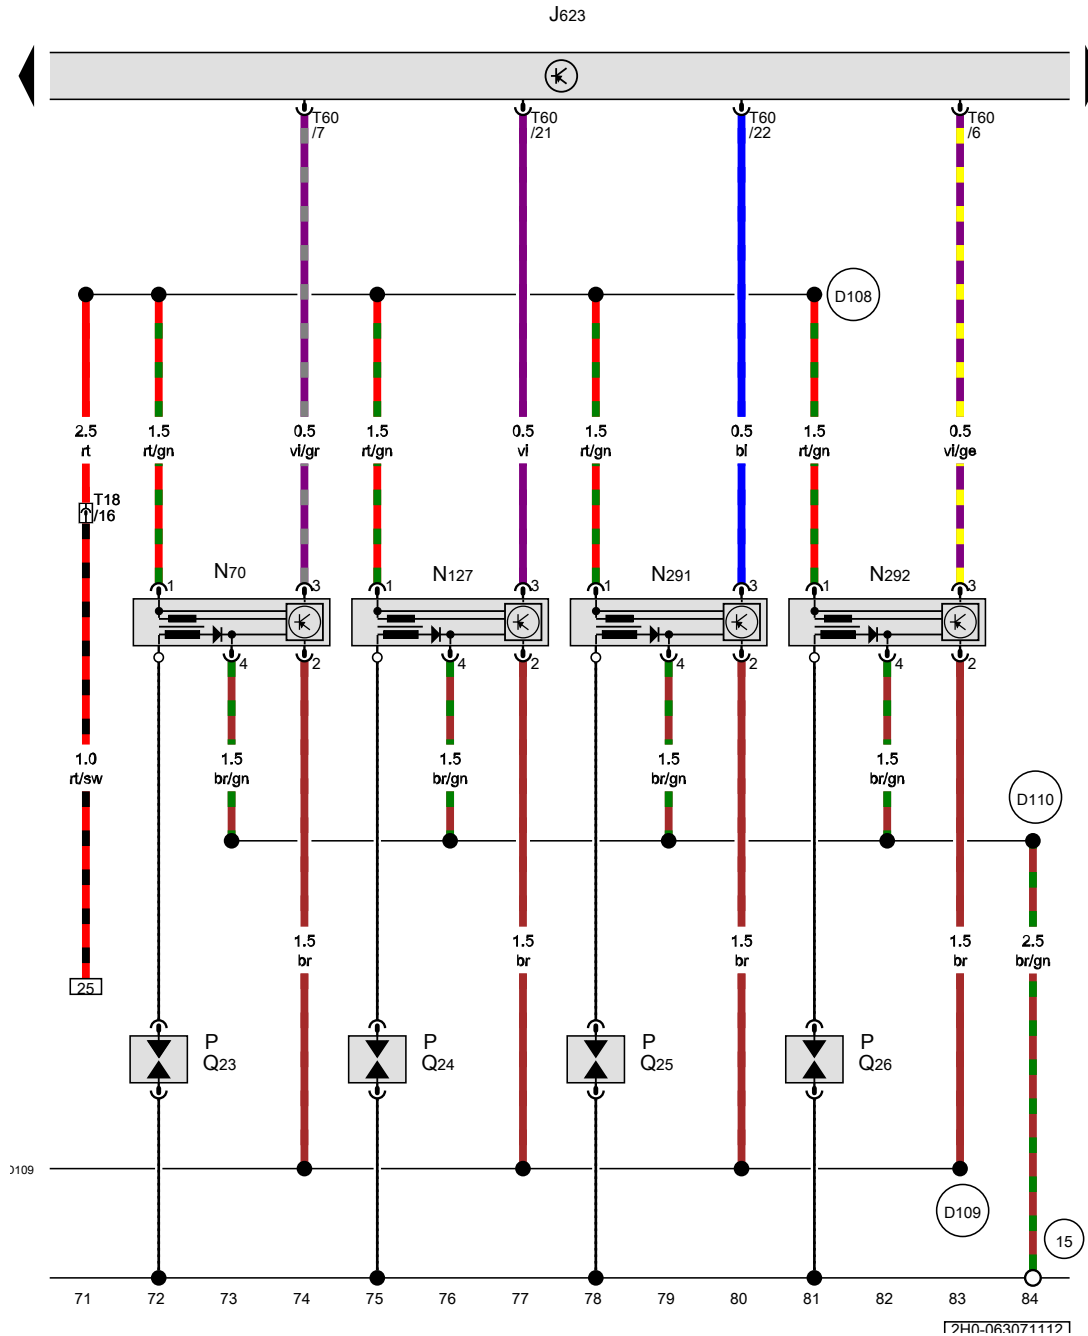 J623
T60
/7
T60
/21
T60
/22
T60
/6
D108
2.5
rt
1.5
rt/gn
0.5
vi/gr
1.5
rt/gn
0.5
vi
1.5
rt/gn
0.5
bl
1.5
rt/gn
0.5
vi/ge
T18
/16
N70
N127
N291
N292
1
3
1
3
1
3
1
3
4
2
4
2
4
2
4
2
1.0
rt/sw
1.5
br/gn
1.5
br/gn
1.5
br/gn
1.5
br/gn
D110
1.5
br
1.5
br
1.5
br
1.5
br
2.5
br/gn
25
P
Q23
P
Q24
P
Q25
P
Q26
D109
D109
15
71 72 73 74 75 76 77 78 79 80 81 82 83 84
2H0-063071112